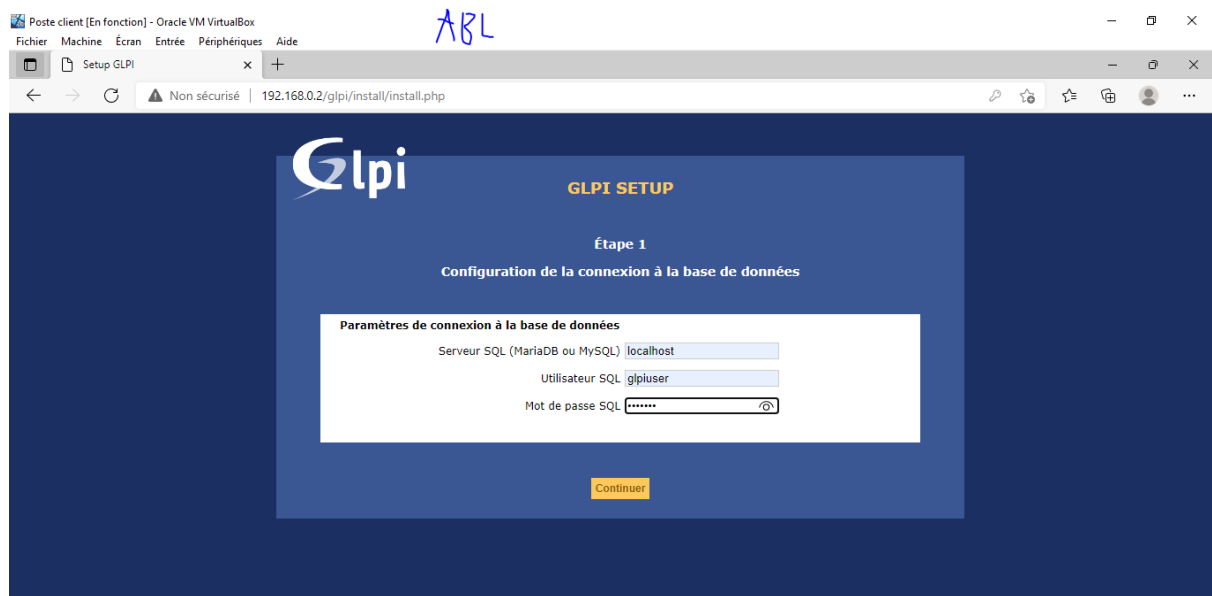 Poste client [En fonction] - Oracle VM VirtualBox
ABL
Fichier Machine Écran Entrée Périphériques Aide
Setup GLPI
Non sécurisé | 192.168.0.2/glpi/install/install.php
Glpi
GLPI SETUP
Étape 1
Configuration de la connexion à la base de données
Paramètres de connexion à la base de données
Serveur SQL (MariaDB ou MySQL) localhost
Utilisateur SQL glpiuser
Mot de passe SQL •••••••
Continuer